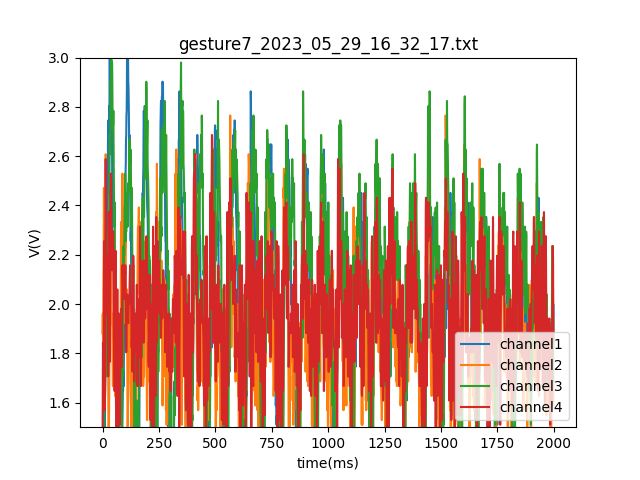 gesture7_2023_05_29_16_32_17.txt
3.0
2.8
2.6
2.4
2.2
2.0
1.8
1.6
V(V)
channel1
channel2
channel3
channel4
0 250 500 750 1000 1250 1500 1750 2000
time(ms)